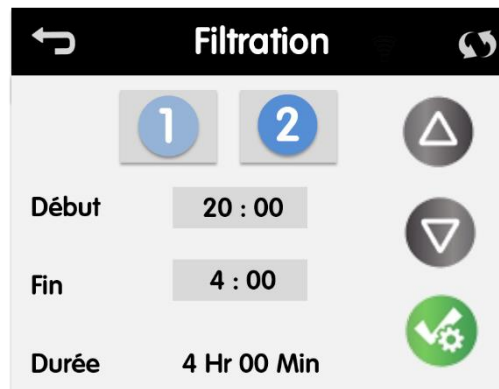 Filtration
1 2
Début 20 : 00
Fin 4 : 00
Durée 4 Hr 00 Min